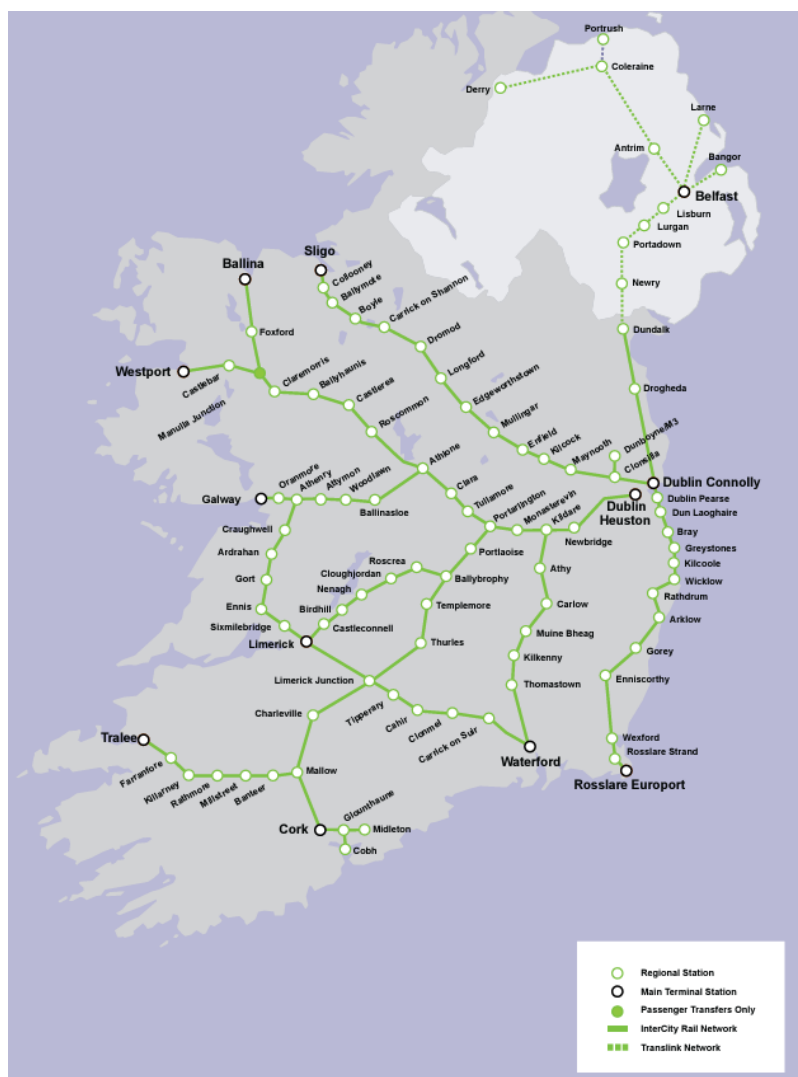 Portrush
Coleraine
Derry
Larne
Antrim
Bangor
Belfast
Lisburn
Lurgan
Portadown
Newry
Dundalk
Drogheda
Sligo
Collooney
Ballymote
Boyle
Carrick on Shannon
Dromod
Longford
Edgeworthstown
Mullingar
Enfield
Kilcock
Maynooth
Dunboyne/M3
Clonsilla
Dublin Connolly
Ballina
Foxford
Westport
Castlebar
Manulla Junction
Claremorris
Ballyhaunis
Castlerea
Roscommon
Athlone
Clara
Tullamore
Portarlington
Monasterevin
Kildare
Newbridge
Dublin
Heuston
Galway
Oranmore
Athenry
Attymon
Woodlawn
Ballinasloe
Craughwell
Ardrahan
Gort
Ennis
Sixmilebridge
Limerick
Castleconnell
Birdhill
Nenagh
Cloughjordan
Roscrea
Ballybrophy
Portlaoise
Templemore
Thurles
Limerick Junction
Athy
Carlow
Muine Bheag
Kilkenny
Thomastown
Waterford
Tipperary
Cahir
Clonmel
Carrick on Suir
Charleville
Mallow
Tralee
Farranfore
Killarney
Rathmore
Millstreet
Banteer
Cork
Glounthaune
Midleton
Cobh
Dublin Pearse
Dun Laoghaire
Bray
Greystones
Kilcoole
Wicklow
Rathdrum
Arklow
Gorey
Enniscorthy
Wexford
Rosslare Strand
Rosslare Europort
Regional Station
Main Terminal Station
Passenger Transfers Only
InterCity Rail Network
Translink Network